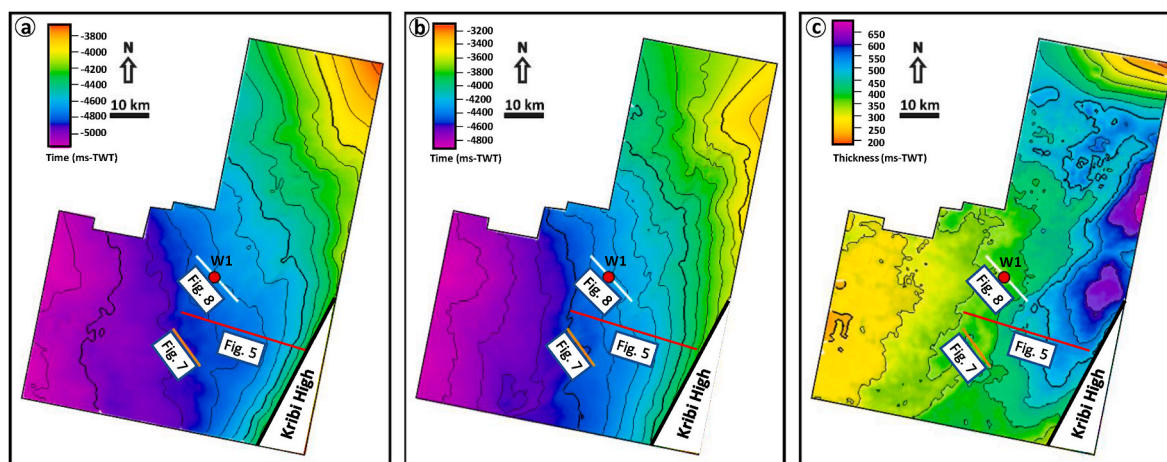 a
-3800
-4000
-4200
-4400
-4600
-4800
-5000
Time (ms-TWT)
N
10 km
W1
Fig. 8
Fig. 7
Fig. 5
Kribi High
b
-3200
-3400
-3600
-3800
-4000
-4200
-4400
-4600
-4800
Time (ms-TWT)
N
10 km
W1
Fig. 8
Fig. 7
Fig. 5
Kribi High
c
650
600
550
500
450
400
350
300
250
200
Thickness (ms-TWT)
N
10 km
W1
Fig. 8
Fig. 7
Fig. 5
Kribi High